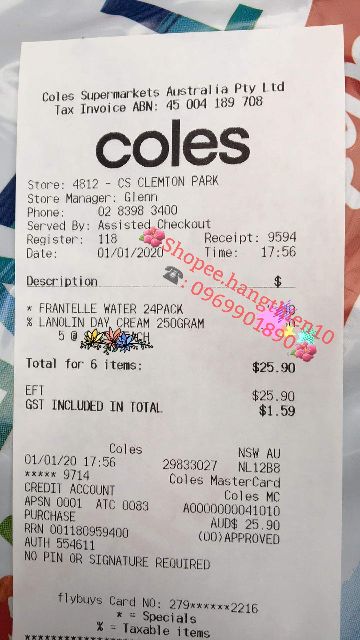 Coles Supermarkets Australia Pty Ltd
Tax Invoice ABN: 45 004 189 708
coles
Store: 4812 - CS CLEMTON PARK
Store Manager: Glenn
Phone: 02 8398 3400
Served By: Assisted Checkout
Register: 118 Receipt: 9594
Date: 01/01/2020 Time: 17:56
Shopee.hangthien10
☎: 0969901890
Description $
* FRANTELLE WATER 24PACK
% LANOLIN DAY CREAM 250GRAM
5 @ EACH
Total for 6 items: $25.90
EFT $25.90
GST INCLUDED IN TOTAL $1.59
Coles NSW AU
01/01/20 17:56 29833027 NL12B8
***** 9714 Coles MasterCard
CREDIT ACCOUNT Coles MC
APSN 0001 ATC 0083 A0000000041010
PURCHASE AUD$ 25.90
RRN 001180959400 (00)APPROVED
AUTH 554611
NO PIN OR SIGNATURE REQUIRED
flybuys Card NO: 279******2216
* = Specials
% = Taxable items